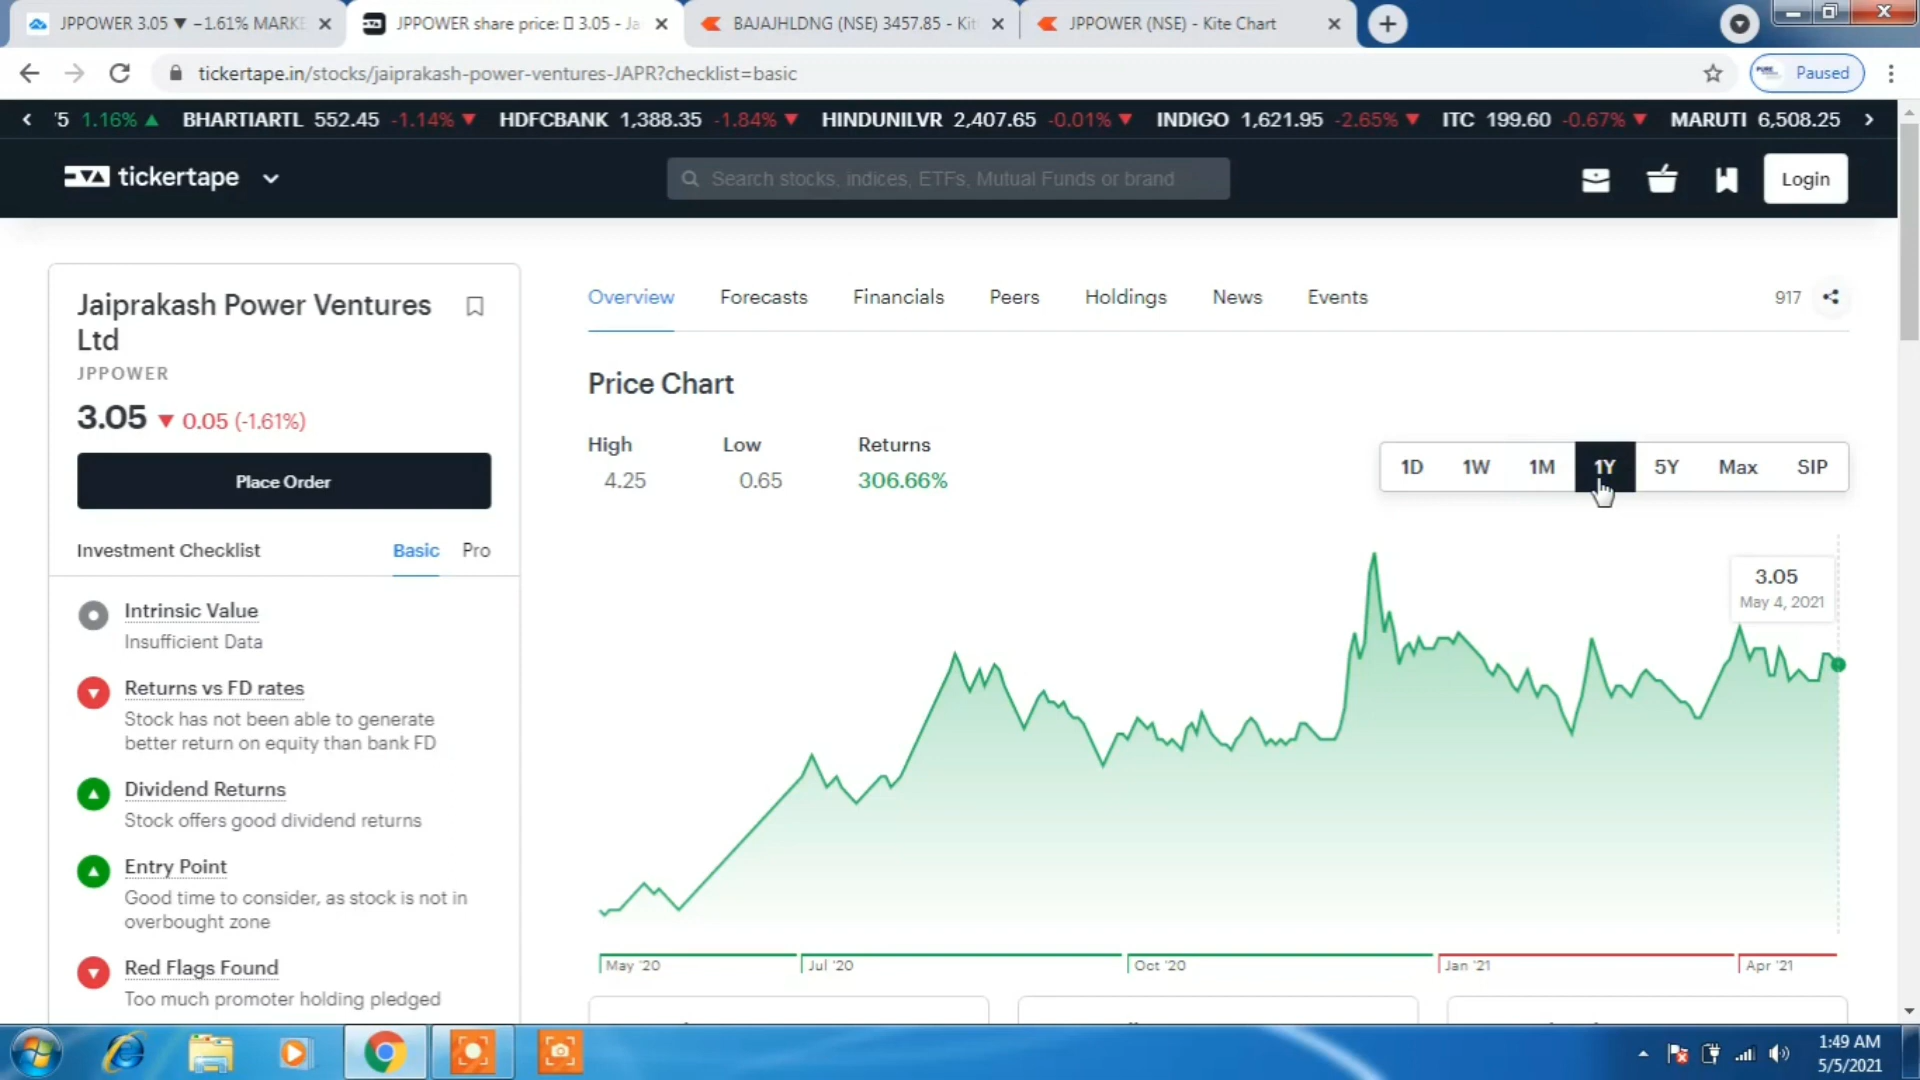 JPPOWER 3.05 ▼ −1.61% MARKE
JPPOWER share price: ▯ 3.05 - Ja
BAJAJHLDNG (NSE) 3457.85 - Kit
JPPOWER (NSE) - Kite Chart
tickertape.in/stocks/jaiprakash-power-ventures-JAPR?checklist=basic
Paused
'5 1.16% ▲ BHARTIARTL 552.45 -1.14% ▼ HDFCBANK 1,388.35 -1.84% ▼ HINDUNILVR 2,407.65 -0.01% ▼ INDIGO 1,621.95 -2.65% ▼ ITC 199.60 -0.67% ▼ MARUTI 6,508.25
tickertape
Search stocks, indices, ETFs, Mutual Funds or brand
Login
Jaiprakash Power Ventures
Ltd
JPPOWER
3.05 ▼ 0.05 (-1.61%)
Place Order
Investment Checklist Basic Pro
Intrinsic Value
Insufficient Data
Returns vs FD rates
Stock has not been able to generate
better return on equity than bank FD
Dividend Returns
Stock offers good dividend returns
Entry Point
Good time to consider, as stock is not in
overbought zone
Red Flags Found
Too much promoter holding pledged
Overview Forecasts Financials Peers Holdings News Events
917
Price Chart
High Low Returns
4.25 0.65 306.66%
1D 1W 1M 1Y 5Y Max SIP
3.05
May 4, 2021
May '20 Jul '20 Oct '20 Jan '21 Apr '21
1:49 AM
5/5/2021